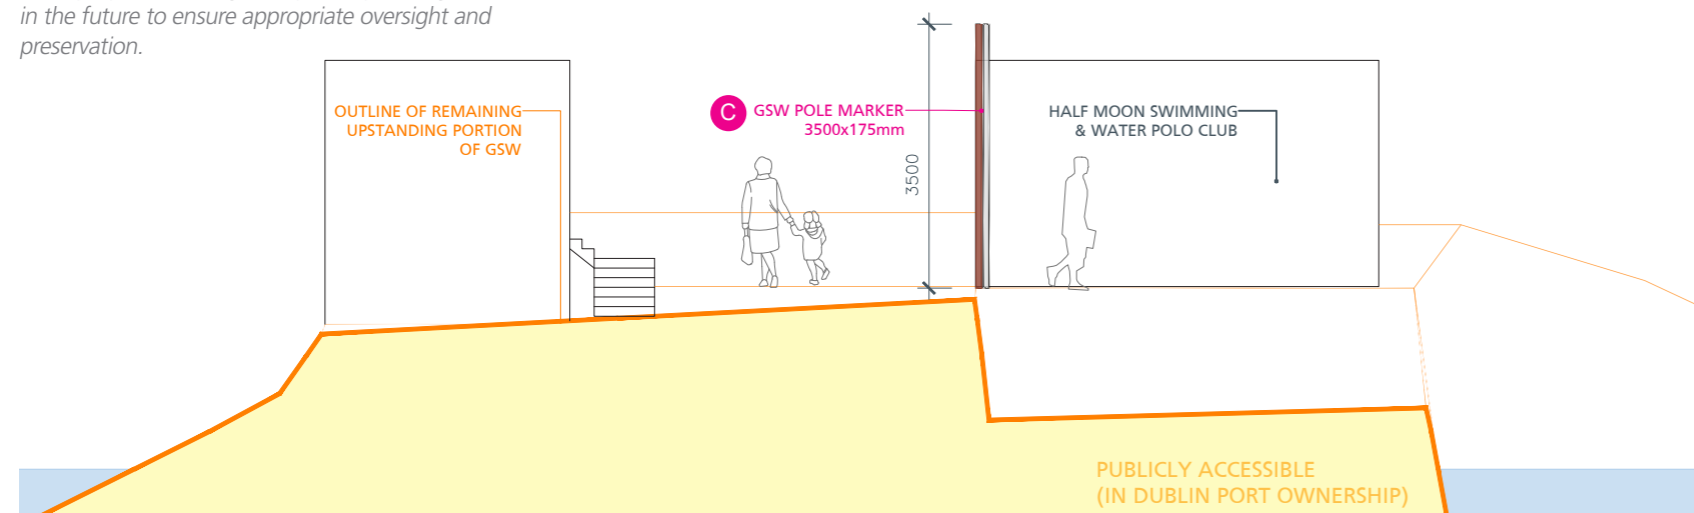 in the future to ensure appropriate oversight and
preservation.
OUTLINE OF REMAINING
UPSTANDING PORTION
OF GSW
C
GSW POLE MARKER
3500x175mm
3500
HALF MOON SWIMMING
& WATER POLO CLUB
PUBLICLY ACCESSIBLE
(IN DUBLIN PORT OWNERSHIP)